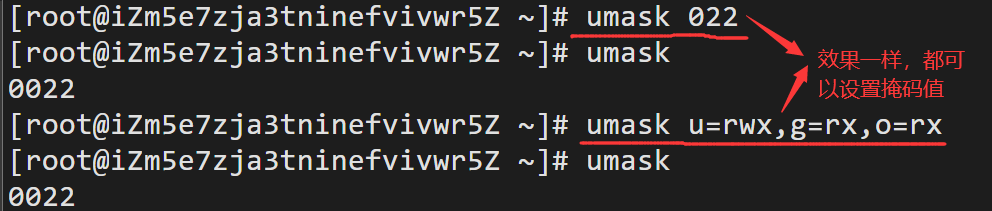 [root@iZm5e7zja3tninefvivwr5Z ~]# umask 022
[root@iZm5e7zja3tninefvivwr5Z ~]# umask
0022
[root@iZm5e7zja3tninefvivwr5Z ~]# umask u=rwx,g=rx,o=rx
[root@iZm5e7zja3tninefvivwr5Z ~]# umask
0022
效果一样，都可
以设置掩码值